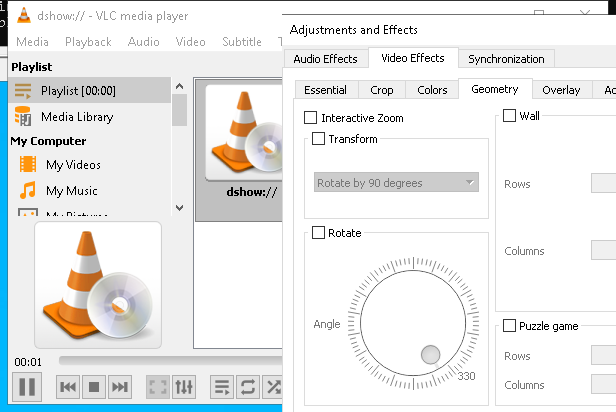 dshow:// - VLC media player
Media Playback Audio Video Subtitle
Playlist
Playlist [00:00]
Media Library
My Computer
My Videos
My Music
My Pictures
dshow://
00:01
Adjustments and Effects
Audio Effects Video Effects Synchronization
Essential Crop Colors Geometry Overlay
Interactive Zoom
Transform
Rotate by 90 degrees
Rotate
Angle
330
Wall
Rows
Columns
Puzzle game
Rows
Columns